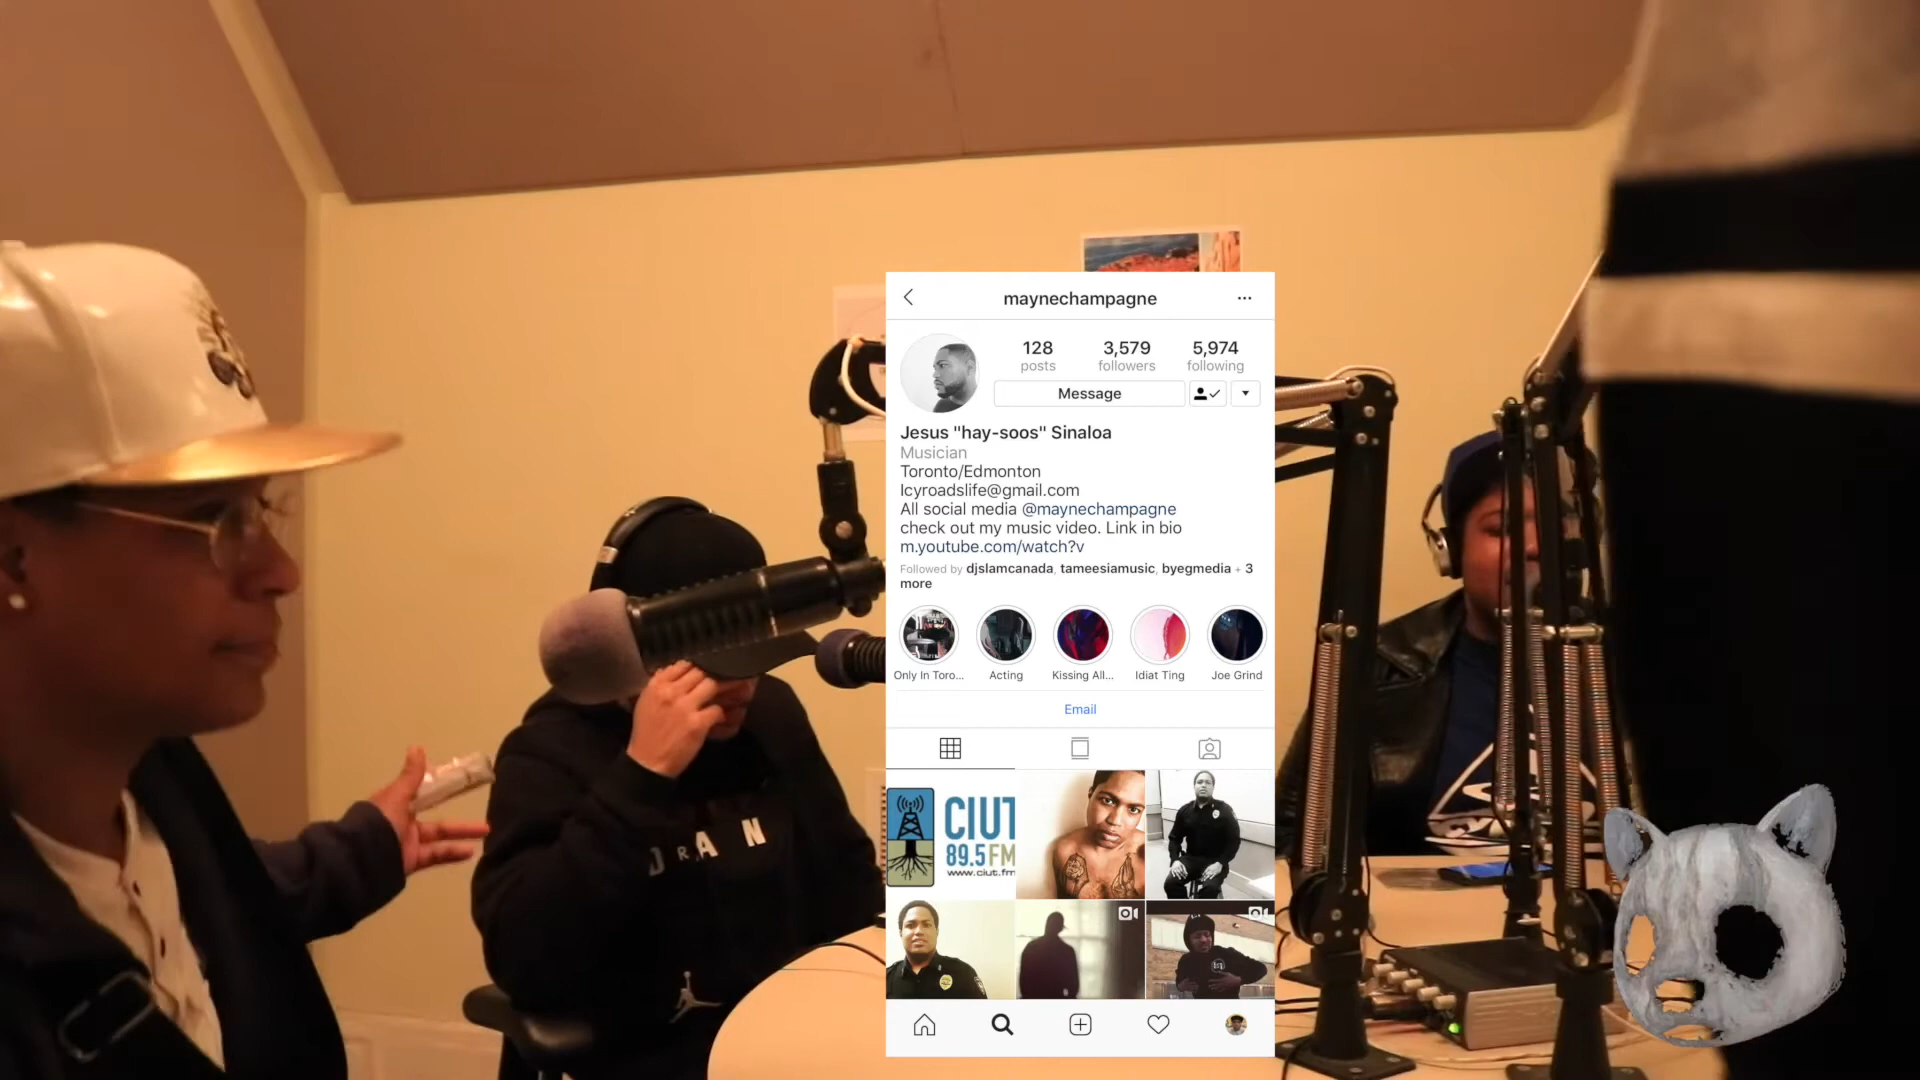 maynechampagne
128
posts
3,579
followers
5,974
following
Message
Jesus "hay-soos" Sinaloa
Musician
Toronto/Edmonton
Icyroadslife@gmail.com
All social media @maynechampagne
check out my music video. Link in bio
m.youtube.com/watch?v
Followed by djslamcanada, tameesiamusic, byegmedia + 3
more
Only In Toro...
Acting
Kissing All...
Idiat Ting
Joe Grind
Email
CIUT
89.5 FM
www.ciut.fm